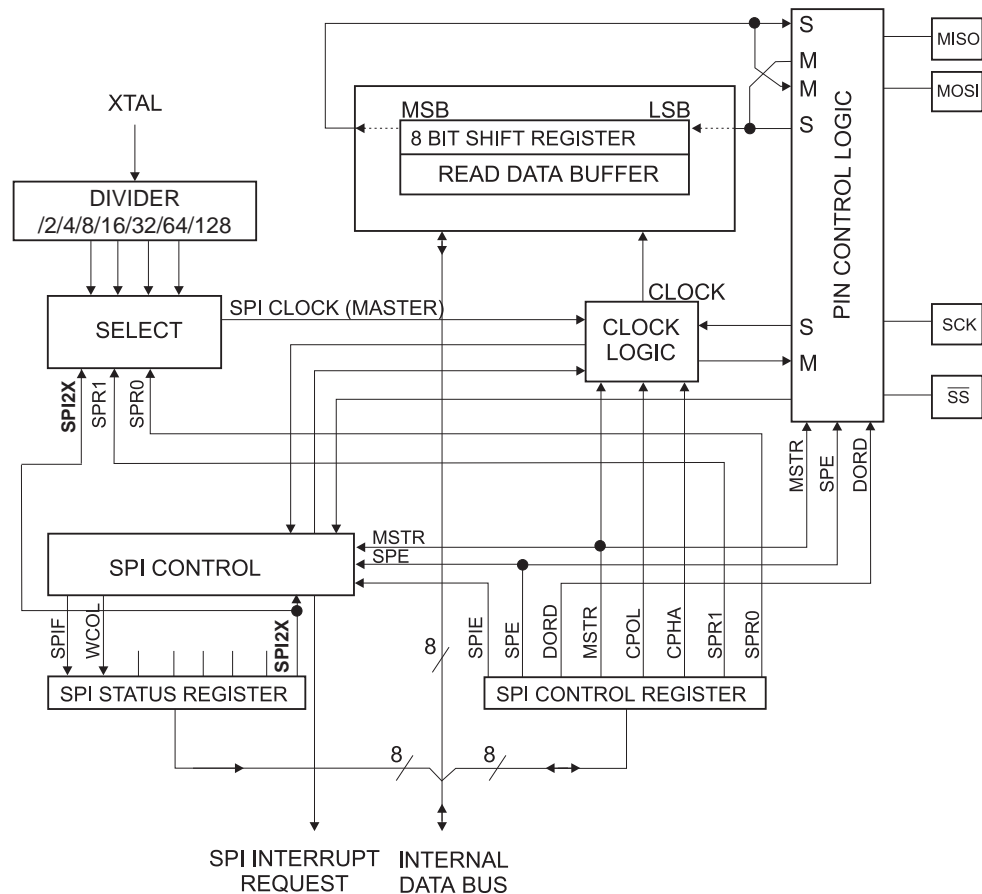 S
MISO
M
M
MOSI
XTAL
MSB
LSB
S
8 BIT SHIFT REGISTER
READ DATA BUFFER
DIVIDER
/2/4/8/16/32/64/128
PIN CONTROL LOGIC
SPI CLOCK (MASTER)
CLOCK
SELECT
CLOCK
LOGIC
S
SCK
M
SPI2X
SPR1
SPR0
SS
MSTR
SPE
DORD
MSTR
SPE
SPI CONTROL
SPIF
WCOL
SPI2X
SPIE
SPE
DORD
MSTR
CPOL
CPHA
SPR1
SPR0
8
SPI STATUS REGISTER
SPI CONTROL REGISTER
8
8
SPI INTERRUPT
REQUEST
INTERNAL
DATA BUS